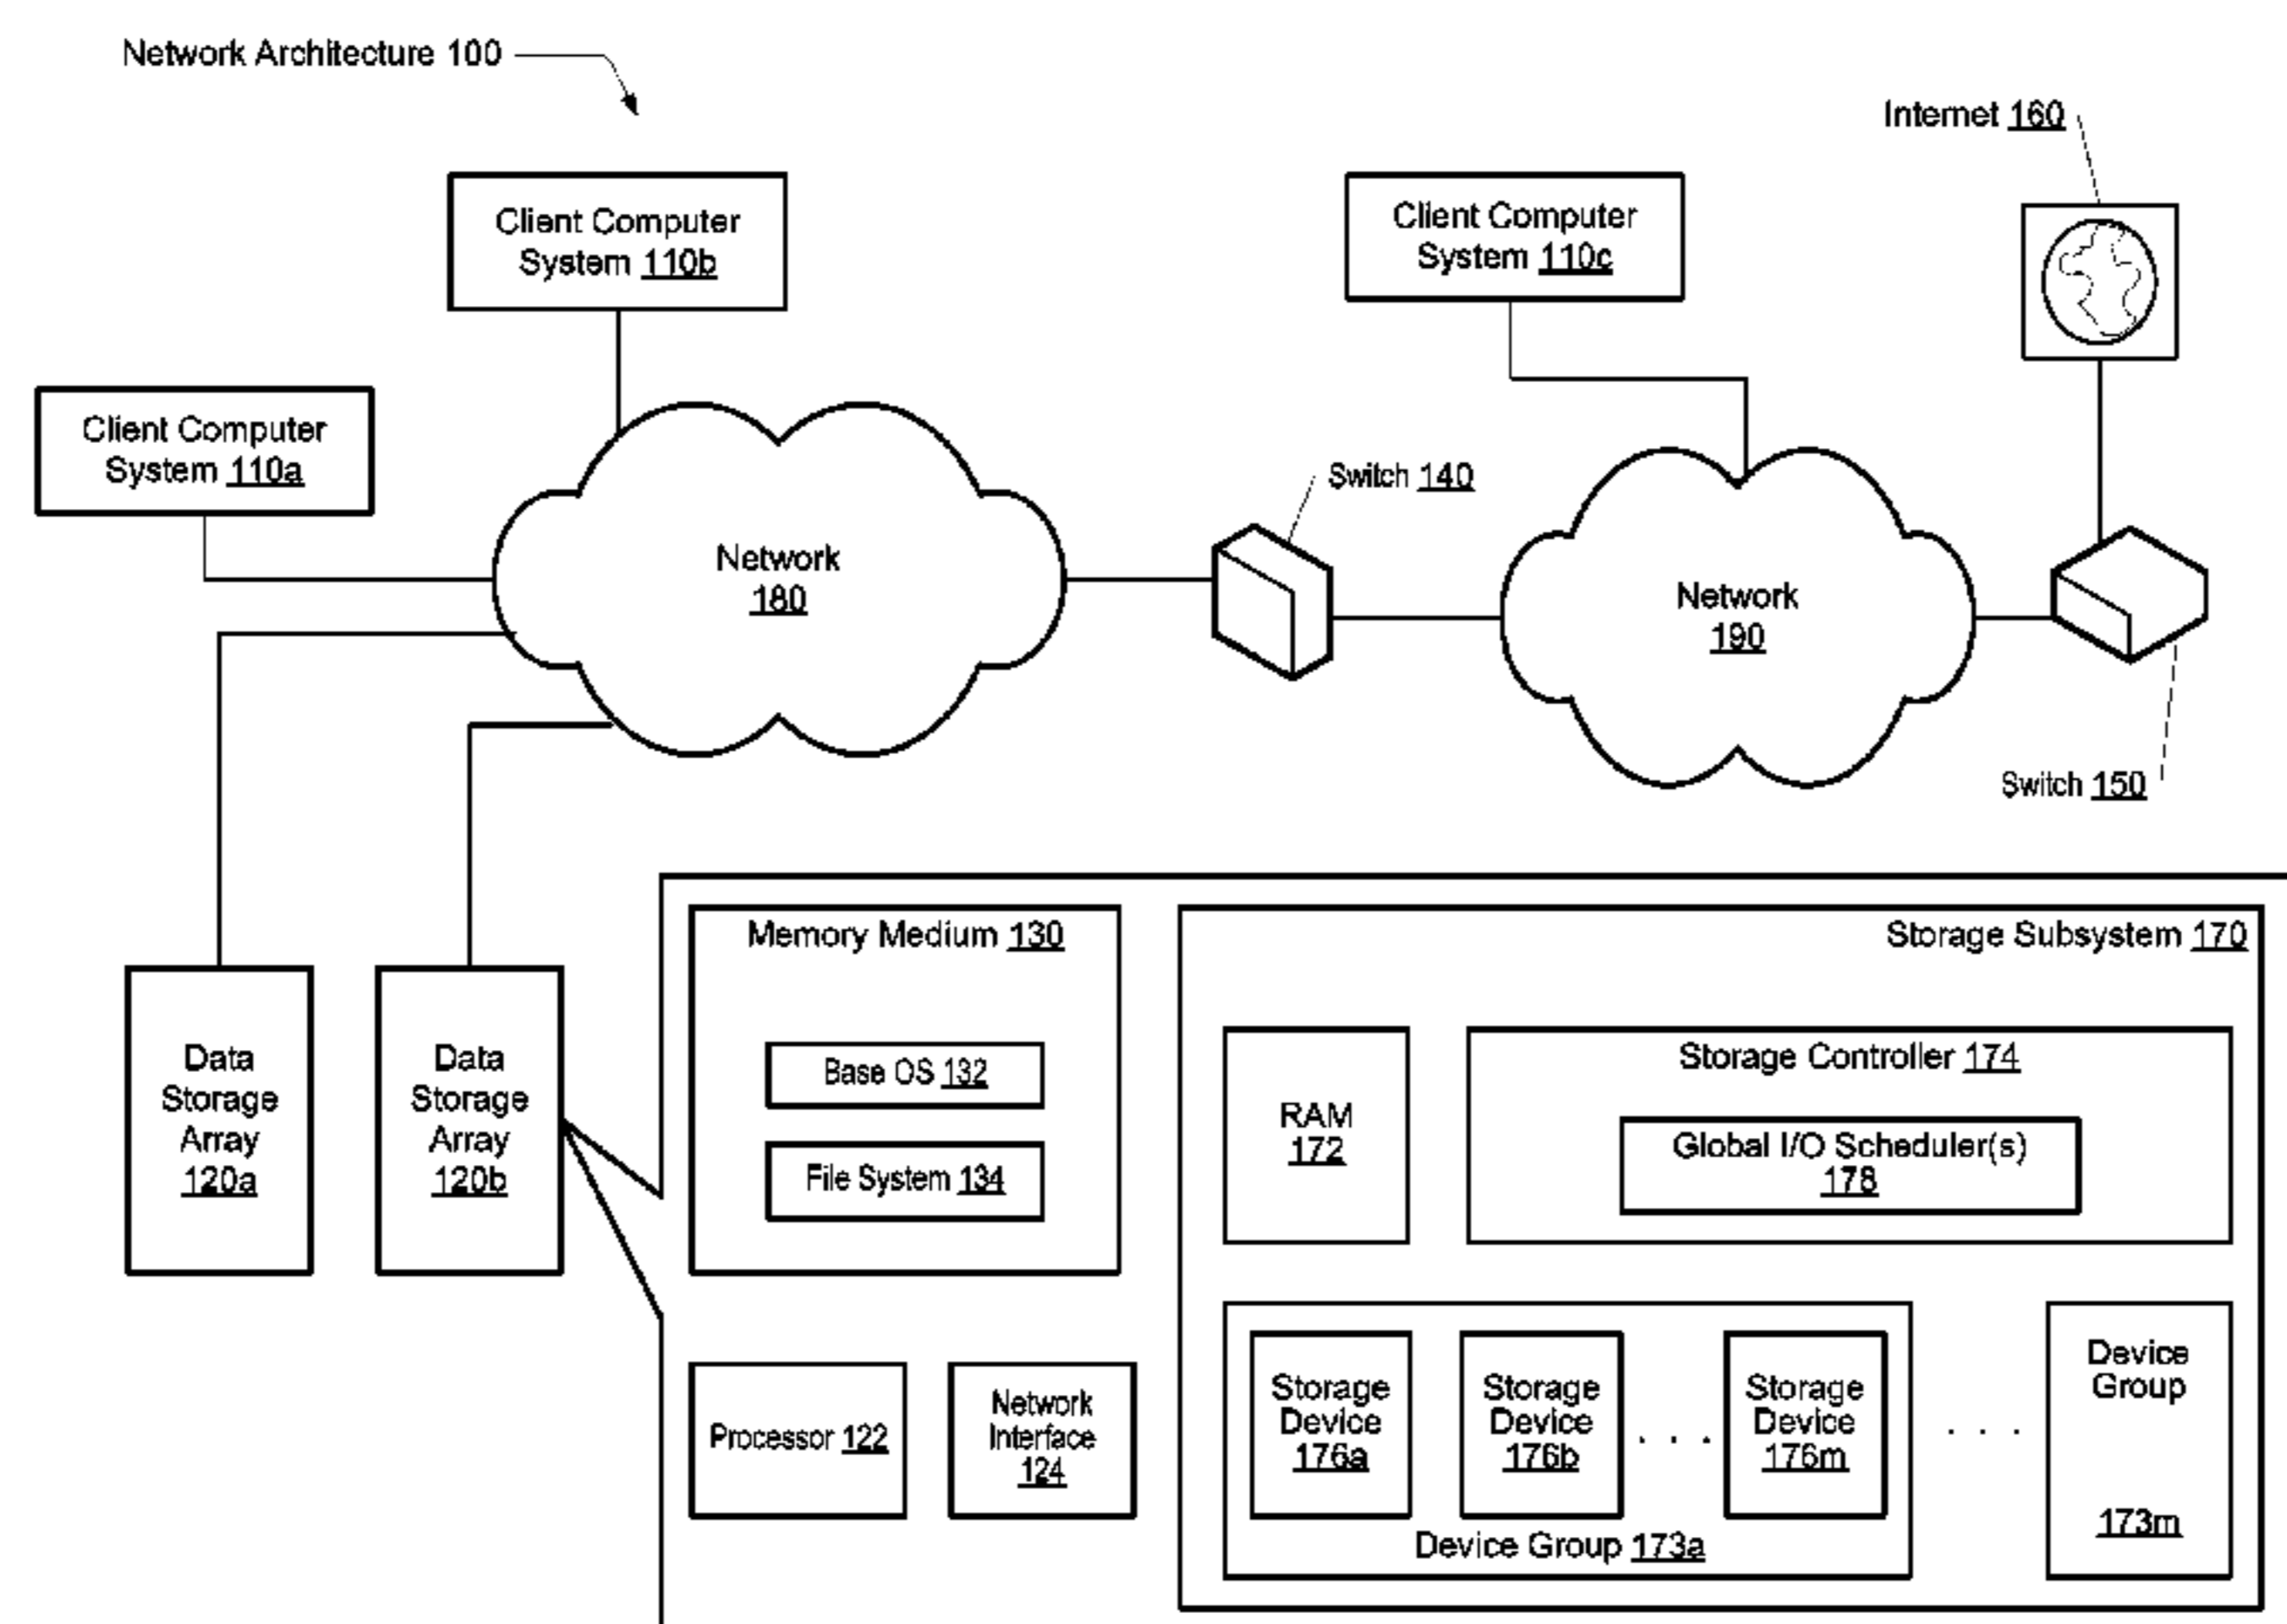 Network Architecture 100
Internet 160
Client Computer
System 110b
Client Computer
System 110c
Client Computer
System 110a
Switch 140
Network
180
Network
190
Switch 150
Data
Storage
Array
120a
Data
Storage
Array
120b
Memory Medium 130
Base OS 132
File System 134
Processor 122
Network
Interface
124
Storage Subsystem 170
RAM
172
Storage Controller 174
Global I/O Scheduler(s)
178
Storage
Device
176a
Storage
Device
176b
. . .
Storage
Device
176m
Device Group 173a
. . .
Device
Group
173m